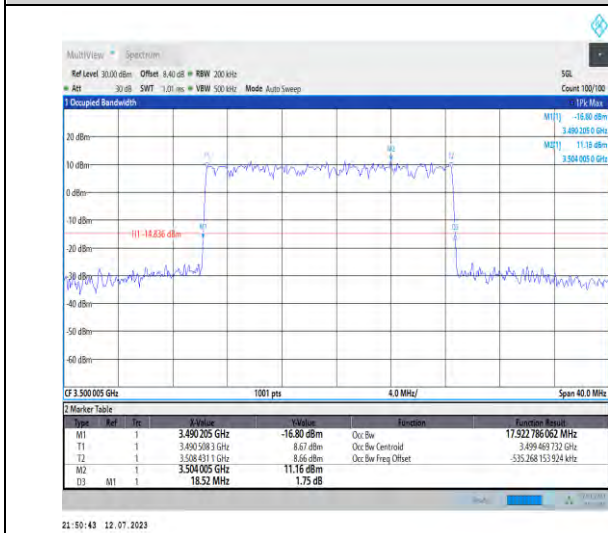 MultiView Spectrum
Ref Level 30.00 dBm Offset 8.40 dB RBW 200 kHz SGL
Att 30 dB SWT 1.01 ms VBW 500 kHz Mode Auto Sweep Count 100/100
1 Occupied Bandwidth 1Pk Max
M1[1] -16.80 dBm
3.490 205 0 GHz
M2[1] 11.16 dBm
3.504 005 0 GHz
20 dBm
T1 M2 T2
10 dBm
0 dBm
-10 dBm
M1 D3
H1 -14.836 dBm
-20 dBm
-30 dBm
-40 dBm
-50 dBm
-60 dBm
CF 3.500 005 GHz 1001 pts 4.0 MHz/ Span 40.0 MHz
2 Marker Table
Type Ref Trc X-Value Y-Value Function Function Result
M1 1 3.490 205 GHz -16.80 dBm Occ Bw 17.922 786 062 MHz
T1 1 3.490 508 3 GHz 8.67 dBm Occ Bw Centroid 3.499 469 732 GHz
T2 1 3.508 431 1 GHz 8.66 dBm Occ Bw Freq Offset -535.268 153 924 kHz
M2 1 3.504 005 GHz 11.16 dBm
D3 M1 1 18.52 MHz 1.75 dB
21:50:43 12.07.2023